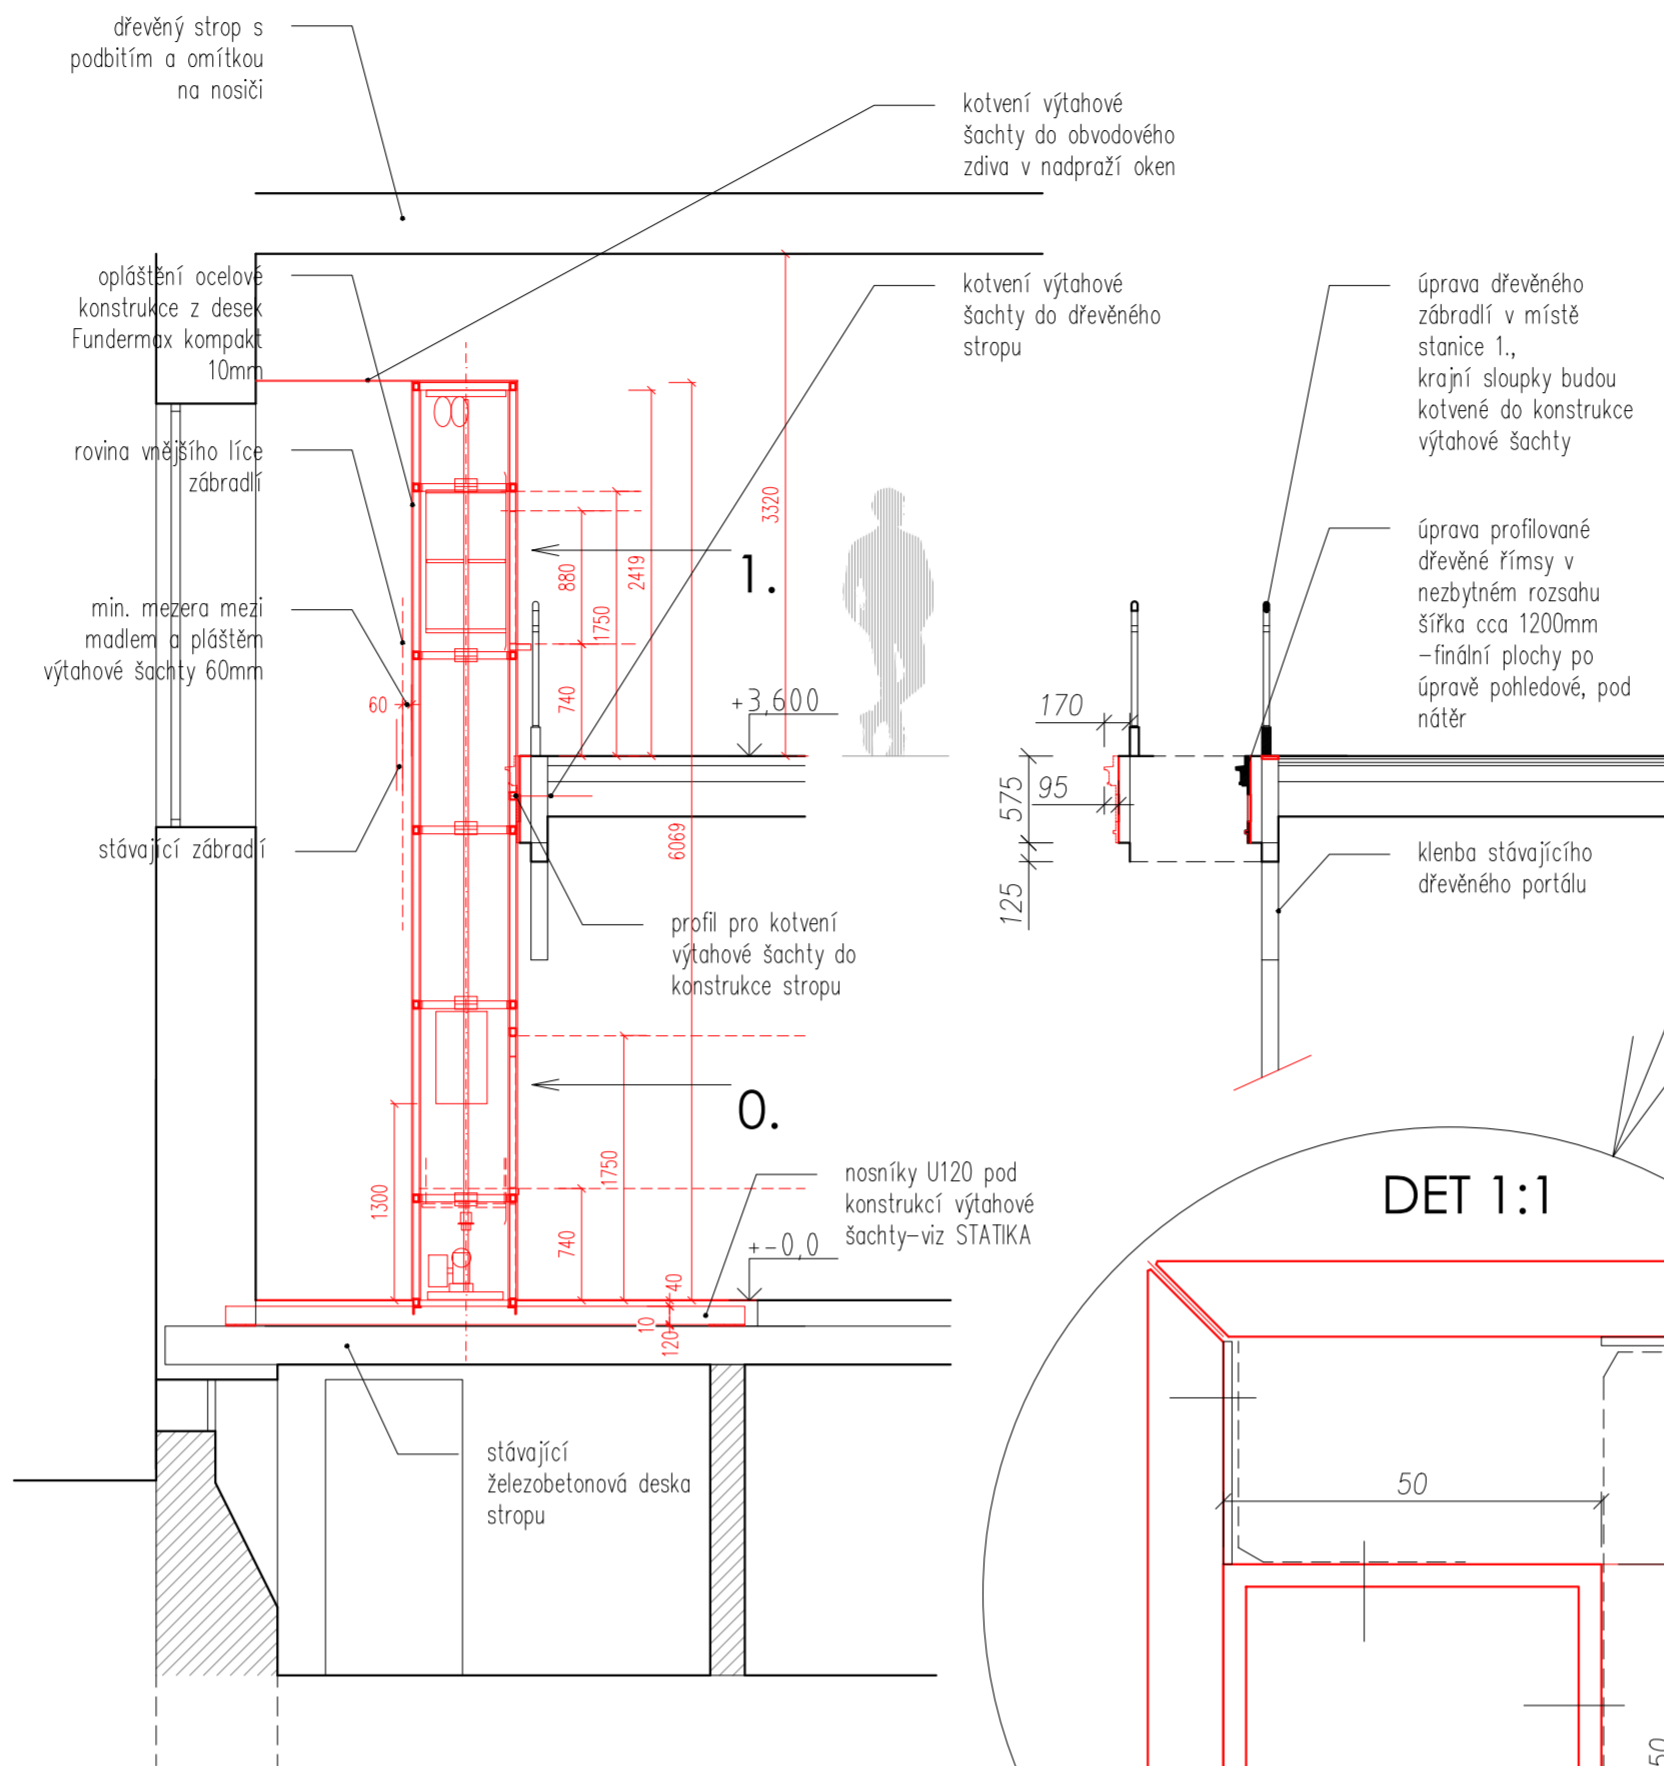 dřevěný strop s
podbitím a omítkou
na nosiči
kotvení výtahové
šachty do obvodového
zdiva v nadpraží oken
opláštění ocelové
konstrukce z desek
Fundermax kompakt
10mm
kotvení výtahové
šachty do dřevěného
stropu
úprava dřevěného
zábradlí v místě
stanice 1.,
krajní sloupky budou
kotvené do konstrukce
výtahové šachty
rovina vnějšího líce
zábradlí
úprava profilované
dřevěné římsy v
nezbytném rozsahu
šířka cca 1200mm
-finální plochy po
úpravě pohledové, pod
nátěr
min. mezera mezi
madlem a pláštěm
výtahové šachty 60mm
stávající zábradlí
klenba stávajícího
dřevěného portálu
profil pro kotvení
výtahové šachty do
konstrukce stropu
nosníky U120 pod
konstrukcí výtahové
šachty-viz STATIKA
stávající
železobetonová deska
stropu
1.
0.
+3,600
+-0,0
3320
2419
880
1750
740
60
6069
1300
1750
740
40
10
120
170
95
575
125
DET 1:1
50
50